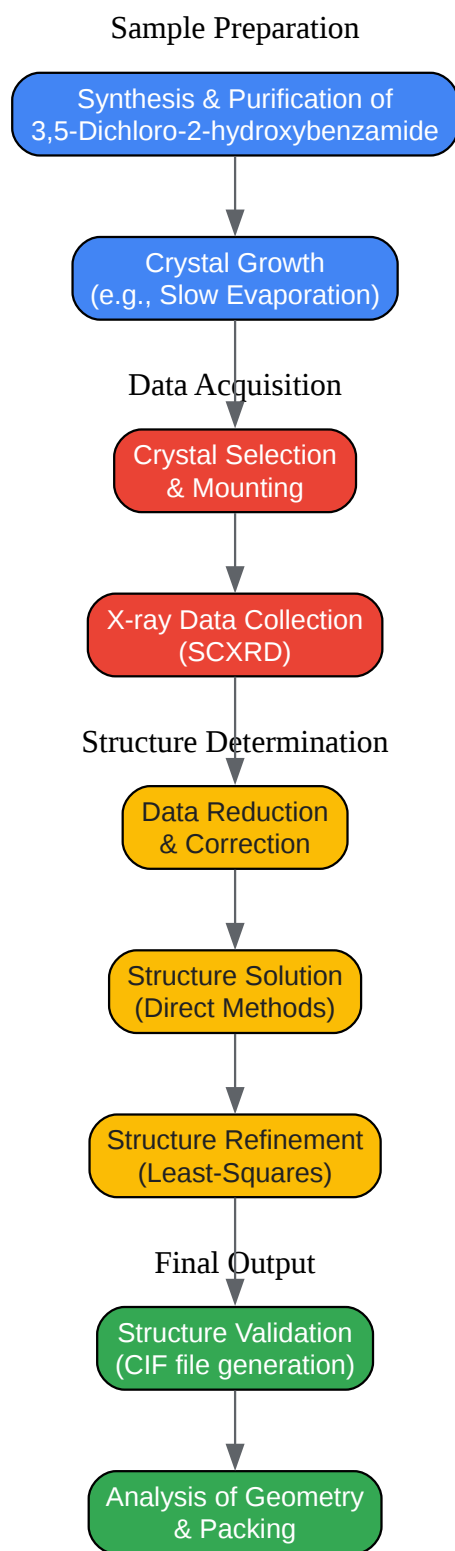 Sample Preparation
Synthesis & Purification of
3,5-Dichloro-2-hydroxybenzamide
Crystal Growth
(e.g., Slow Evaporation)
Data Acquisition
Crystal Selection
& Mounting
X-ray Data Collection
(SCXRD)
Structure Determination
Data Reduction
& Correction
Structure Solution
(Direct Methods)
Structure Refinement
(Least-Squares)
Final Output
Structure Validation
(CIF file generation)
Analysis of Geometry
& Packing